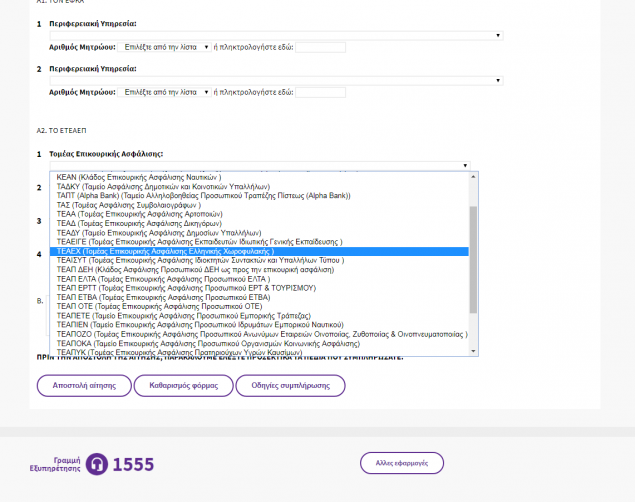 Α1. ΤΟΝ ΕΦΚΑ
1 Περιφερειακή Υπηρεσία:
Αριθμός Μητρώου: Επιλέξτε από την λίστα ή πληκτρολογήστε εδώ:
2 Περιφερειακή Υπηρεσία:
Αριθμός Μητρώου: Επιλέξτε από την λίστα ή πληκτρολογήστε εδώ:
Α2. ΤΟ ΕΤΕΑΕΠ
1 Τομέας Επικουρικής Ασφάλισης:
ΚΕΑΝ (Κλάδος Επικουρικής Ασφάλισης Ναυτικών )
2 ΤΑΔΚΥ (Ταμείο Ασφάλισης Δημοτικών και Κοινοτικών Υπαλλήλων)
ΤΑΠΤ (Alpha Bank) (Ταμείο Αλληλοβοηθείας Προσωπικού Τραπέζης Πίστεως (Alpha Bank))
ΤΑΣ (Τομέας Ασφάλισης Συμβολαιογράφων )
ΤΕΑΑ (Τομέας Επικουρικής Ασφάλισης Αρτοποιών)
3 ΤΕΑΔ (Τομέας Επικουρικής Ασφάλισης Δικηγόρων)
ΤΕΑΔΥ (Ταμείο Επικουρικής Ασφάλισης Δημοσίων Υπαλλήλων)
ΤΕΑΕΙΓΕ (Τομέας Επικουρικής Ασφάλισης Εκπαιδευτών Ιδιωτικής Γενικής Εκπαίδευσης )
4 ΤΕΑΕΧ (Τομέας Επικουρικής Ασφάλισης Ελληνικής Χωροφυλακής )
ΤΕΑΙΣΥΤ (Τομέας Επικουρικής Ασφάλισης Ιδιοκτητών Συντακτών και Υπαλλήλων Τύπου )
ΤΕΑΠ ΔΕΗ (Κλάδος Ασφάλισης Προσωπικού ΔΕΗ ως προς την επικουρική ασφάλιση)
ΤΕΑΠ ΕΛΤΑ (Τομέας Επικουρικής Ασφάλισης Προσωπικού ΕΛΤΑ )
ΤΕΑΠ ΕΡΤΤ (Τομέας Επικουρικής Ασφάλισης Προσωπικού ΕΡΤ & ΤΟΥΡΙΣΜΟΥ)
Β. ΤΕΑΠ ΕΤΒΑ (Τομέας Επικουρικής Ασφάλισης Προσωπικού ΕΤΒΑ)
ΤΕΑΠ ΟΤΕ (Τομέας Επικουρικής Ασφάλισης Προσωπικού ΟΤΕ)
ΤΕΑΠΕΤΕ (Ταμείο Επικουρικής Ασφάλισης Προσωπικού Εμπορικής Τράπεζας)
ΤΕΑΠΙΕΝ (Ταμείο Επικουρικής Ασφάλισης Προσωπικού Ιδρυμάτων Εμπορικού Ναυτικού)
ΤΕΑΠΟΖΟ (Τομέας Επικουρικής Ασφάλισης Προσωπικού Ανωνύμων Εταιρειών Οινοποιίας, Ζυθοποιίας & Οινοπνευματοποιίας )
ΤΕΑΠΟΚΑ (Ταμείο Επικουρικής Ασφάλισης Προσωπικού Οργανισμών Κοινωνικής Ασφάλισης)
ΤΕΑΠΥΚ (Τομέας Επικουρικής Ασφάλισης Πρατηριούχων Υγρών Καυσίμων)
ΠΡΙΝ ΤΗΝ ΑΠΟΣΤΟΛΗ ΤΗΣ ΑΙΤΗΣΗΣ, ΠΑΡΑΚΑΛΟΥΜΕ ΕΛΕΓΞΤΕ ΠΡΟΣΕΚΤΙΚΑ ΤΑ ΠΕΔΙΑ ΠΟΥ ΣΥΜΠΛΗΡΩΣΑΤΕ.
Αποστολή αίτησης Καθαρισμός φόρμας Οδηγίες συμπλήρωσης
Γραμμή Εξυπηρέτησης 1555
Άλλες εφαρμογές